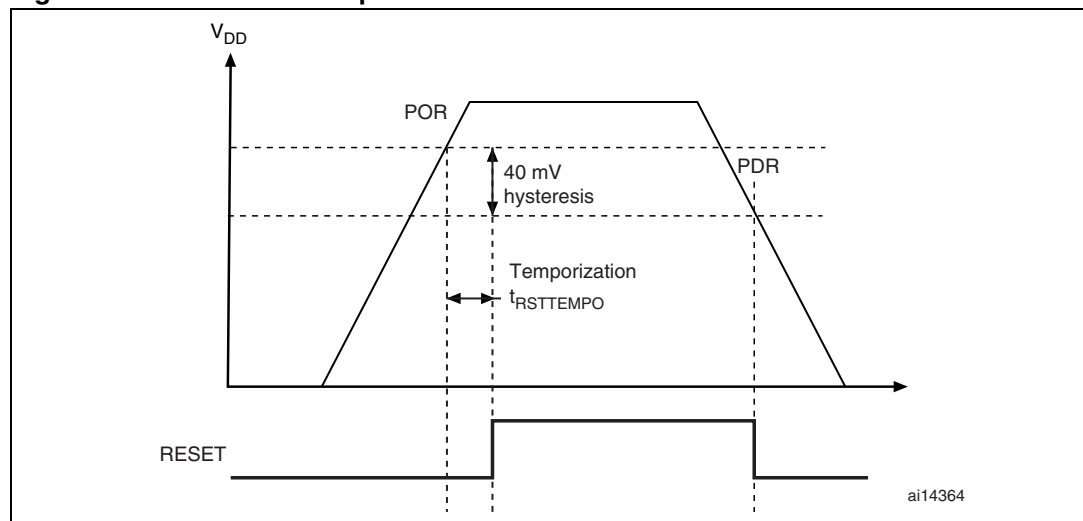 V_DD
POR
PDR
40 mV
hysteresis
Temporization
t_RSTTEMPO
RESET
ai14364